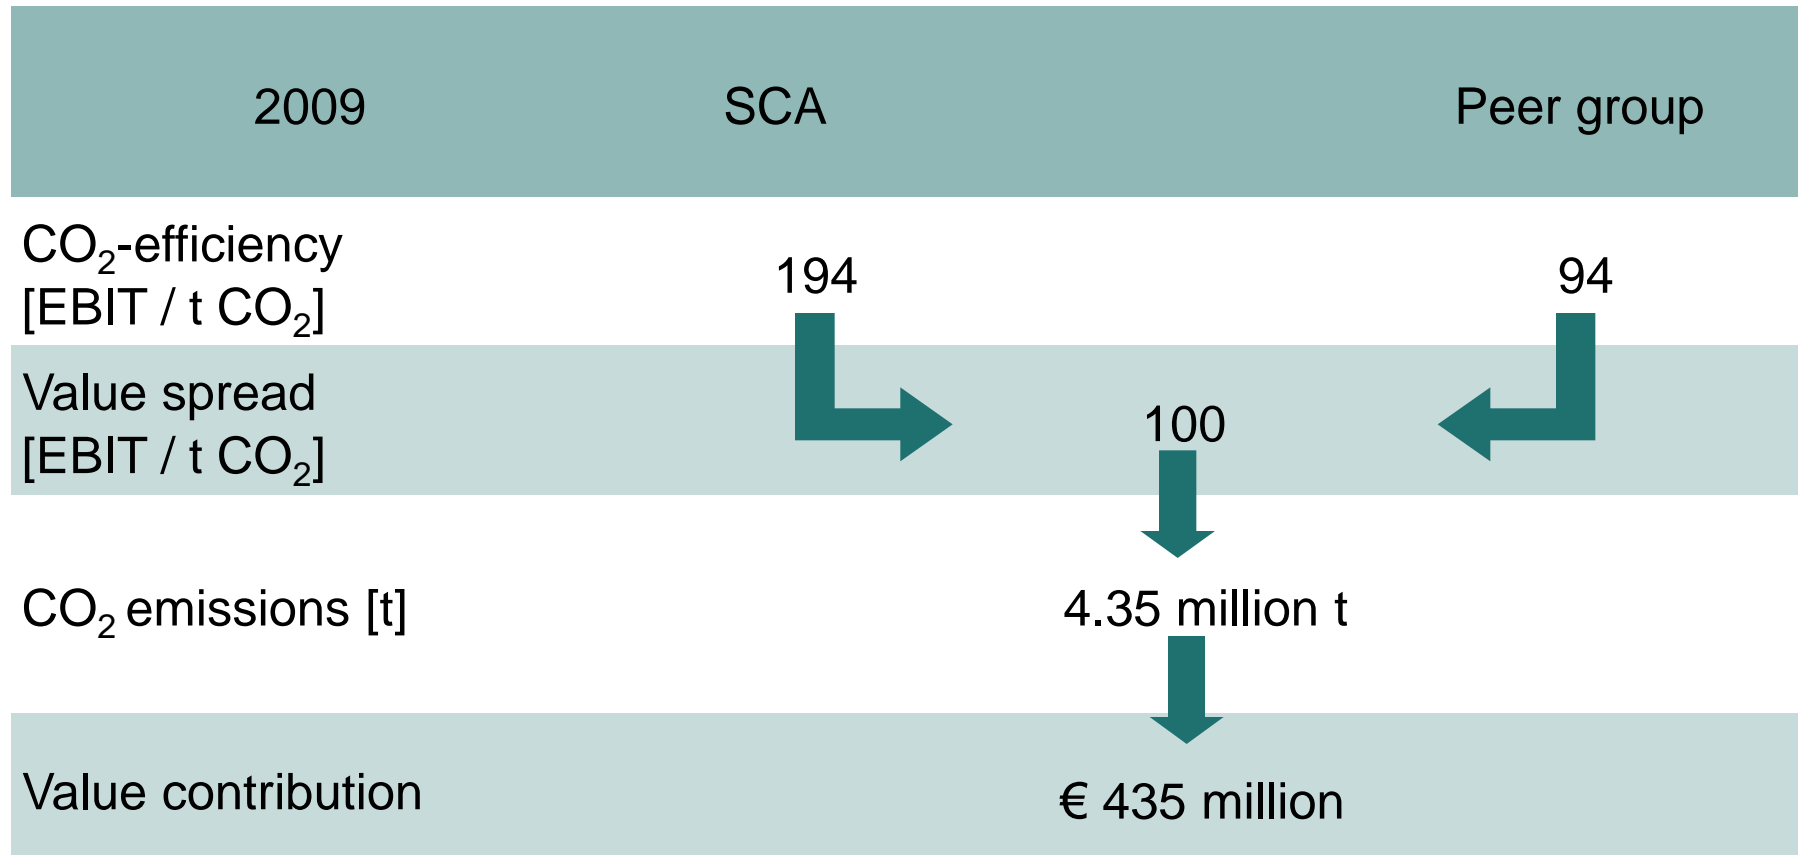 2009 SCA Peer group
CO₂-efficiency
[EBIT / t CO₂]
194 94
Value spread
[EBIT / t CO₂]
100
CO₂ emissions [t] 4.35 million t
Value contribution € 435 million